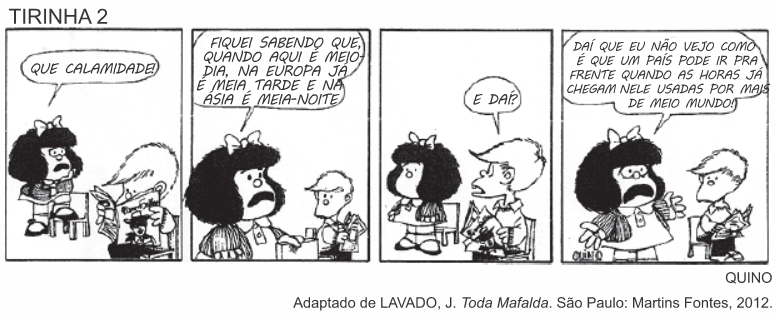 TIRINHA 2
QUE CALAMIDADE!
FIQUEI SABENDO QUE,
QUANDO AQUI É MEIO-
DIA, NA EUROPA JÁ
É MEIA TARDE E NA
ÁSIA É MEIA-NOITE
E DAÍ?
DAÍ QUE EU NÃO VEJO COMO
É QUE UM PAÍS PODE IR PRA
FRENTE QUANDO AS HORAS JÁ
CHEGAM NELE USADAS POR MAIS
DE MEIO MUNDO!
QUINO
QUINO
Adaptado de LAVADO, J. Toda Mafalda. São Paulo: Martins Fontes, 2012.